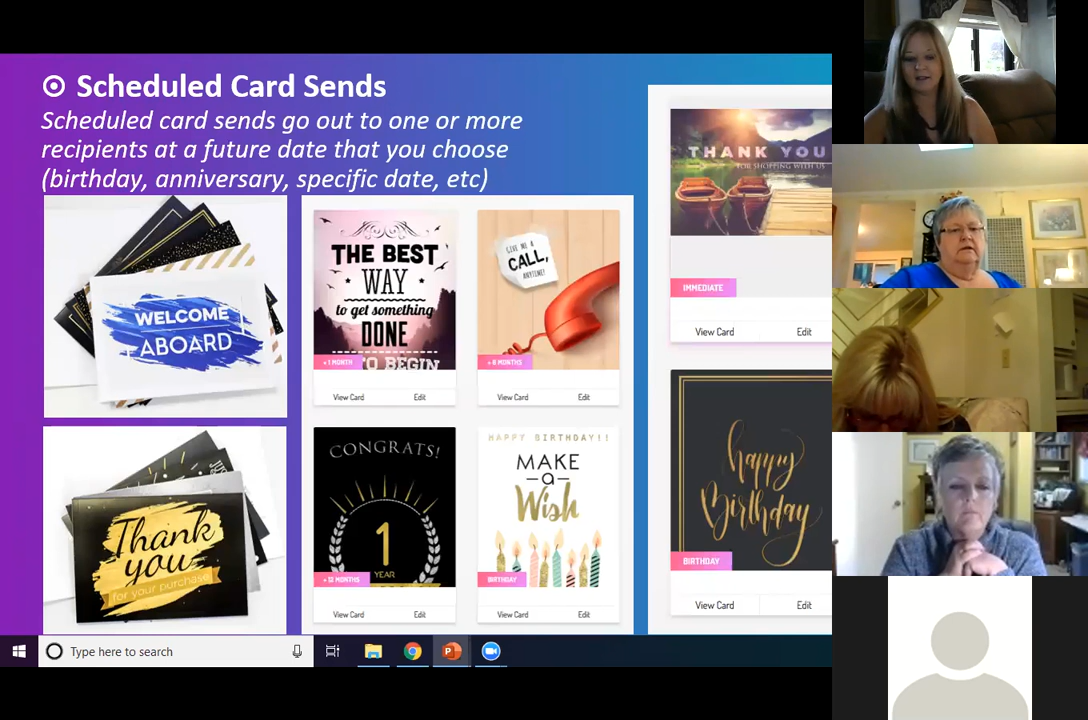 Scheduled Card Sends
Scheduled card sends go out to one or more
recipients at a future date that you choose
(birthday, anniversary, specific date, etc)
WELCOME
ABOARD
THE BEST
WAY
to get something
DONE
TO BEGIN
+ 1 MONTH
View Card
Edit
GIVE ME A
CALL,
ANYTIME!
+ 6 MONTHS
View Card
Edit
THANK YOU
FOR SHOPPING WITH US
IMMEDIATE
View Card
Edit
Thank
you
for your purchase
CONGRATS!
1
YEAR
+ 12 MONTHS
View Card
Edit
HAPPY BIRTHDAY!!
MAKE
-a-
Wish
BIRTHDAY
View Card
Edit
happy
Birthday
BIRTHDAY
View Card
Edit
Type here to search